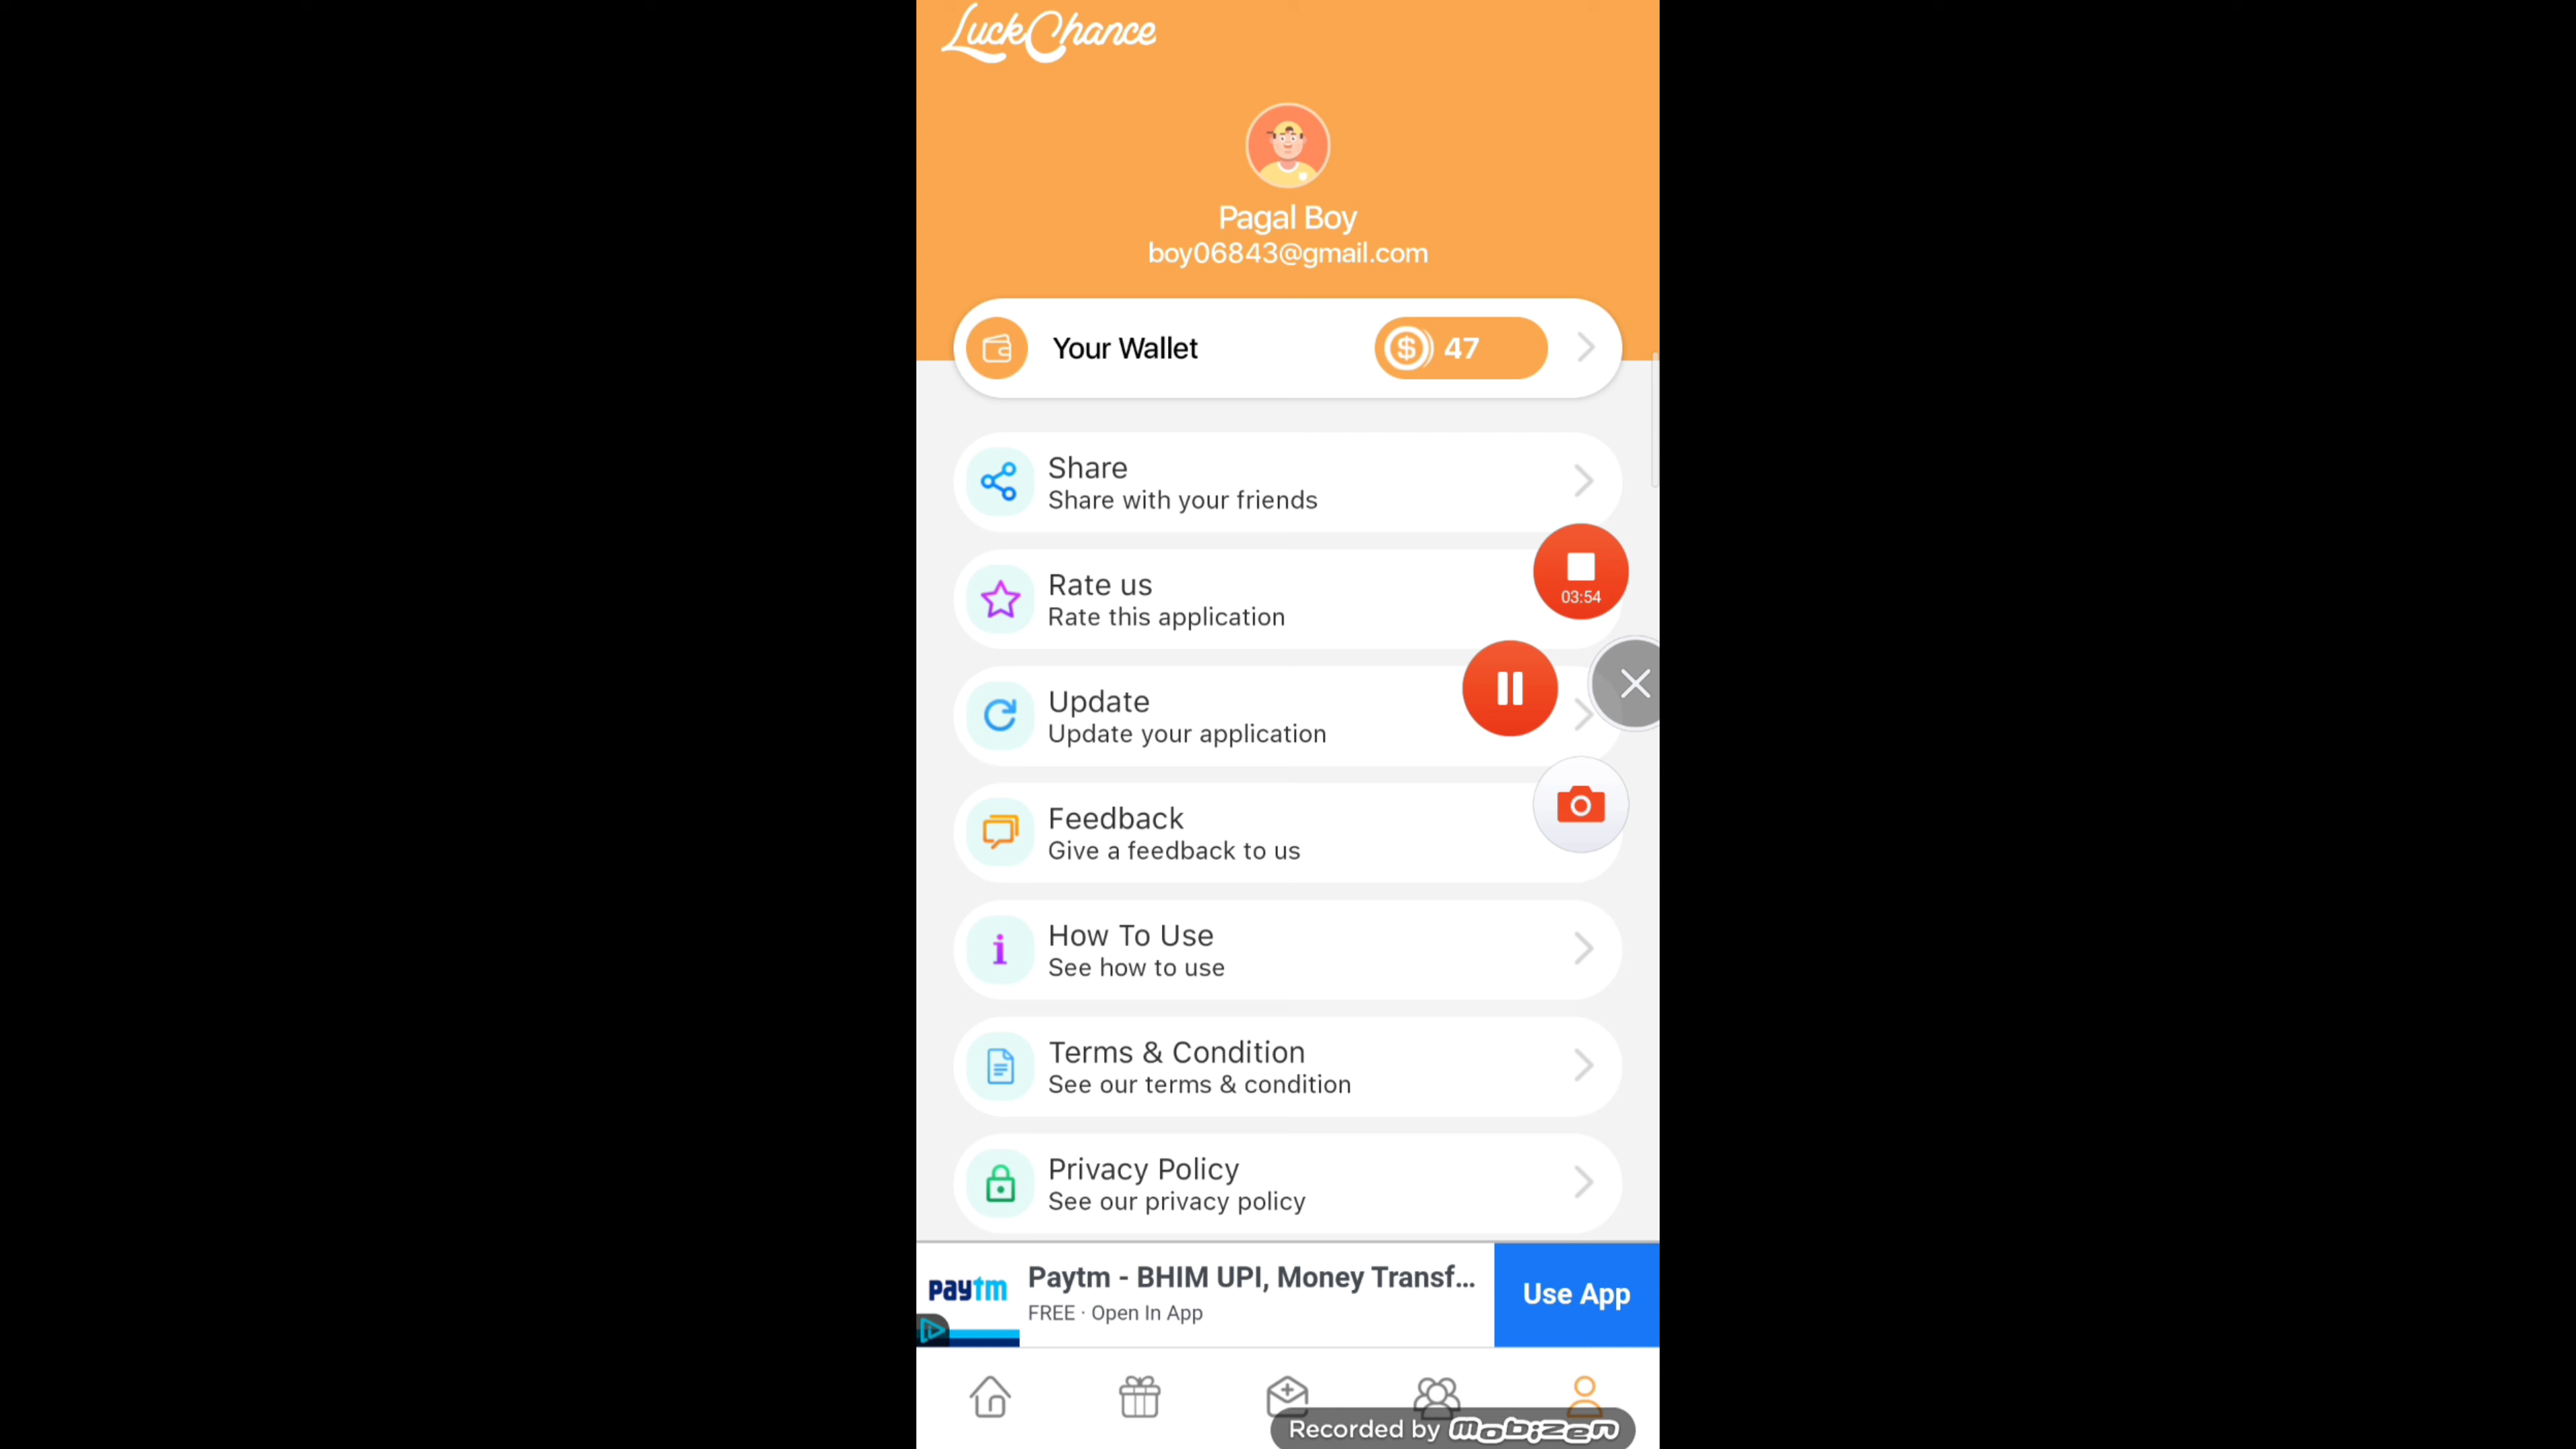 LuckChance
Pagal Boy
boy06843@gmail.com
Your Wallet
$ 47
Share
Share with your friends
Rate us
Rate this application
03:54
Update
Update your application
Feedback
Give a feedback to us
i
How To Use
See how to use
Terms & Condition
See our terms & condition
Privacy Policy
See our privacy policy
paytm
Paytm - BHIM UPI, Money Transf...
FREE · Open In App
Use App
Recorded by mobizen